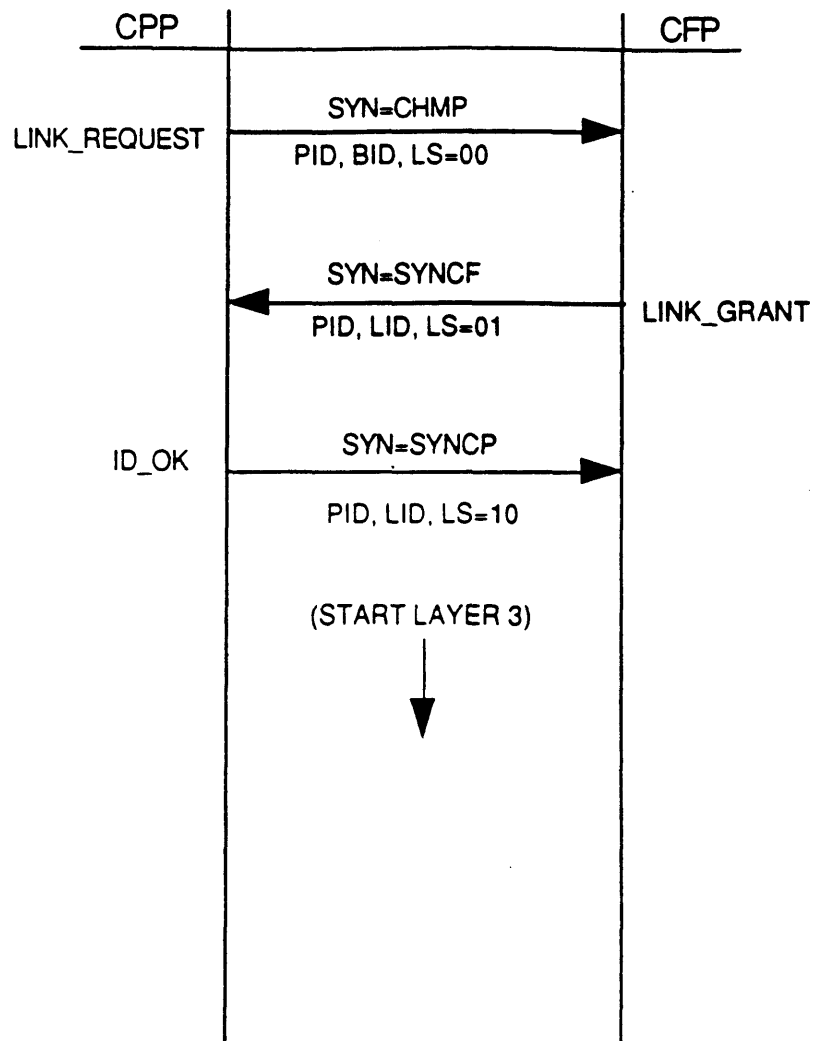 CPP
CFP
SYN=CHMP
LINK_REQUEST
PID, BID, LS=00
SYN=SYNCF
LINK_GRANT
PID, LID, LS=01
SYN=SYNCP
ID_OK
PID, LID, LS=10
(START LAYER 3)